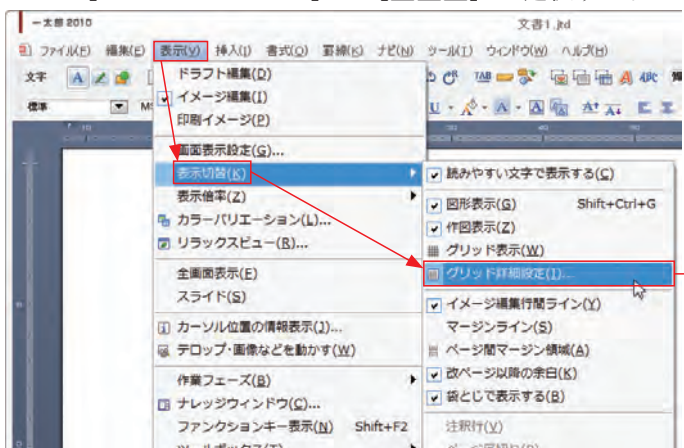 一太郎 2010
文書1.jtd
ファイル(F) 編集(E) 表示(V) 挿入(I) 書式(O) 罫線(K) ナビ(N) ツール(T) ウィンドウ(W) ヘルプ(H)
文字
標準
ドラフト編集(D)
イメージ編集(I)
印刷イメージ(P)
画面表示設定(G)...
表示切替(K)
表示倍率(Z)
カラーバリエーション(L)...
リラックスビュー(R)...
全画面表示(E)
スライド(S)
カーソル位置の情報表示(J)...
テロップ・画像などを動かす(W)
作業フェーズ(B)
ナレッジウィンドウ(C)...
ファンクションキー表示(N) Shift+F2
読みやすい文字で表示する(C)
図形表示(G) Shift+Ctrl+G
作図表示(Z)
グリッド表示(W)
グリッド詳細設定(I)...
イメージ編集行間ライン(Y)
マージンライン(S)
ページ間マージン領域(A)
改ページ以降の余白(K)
袋とじで表示する(B)
注釈行(V)